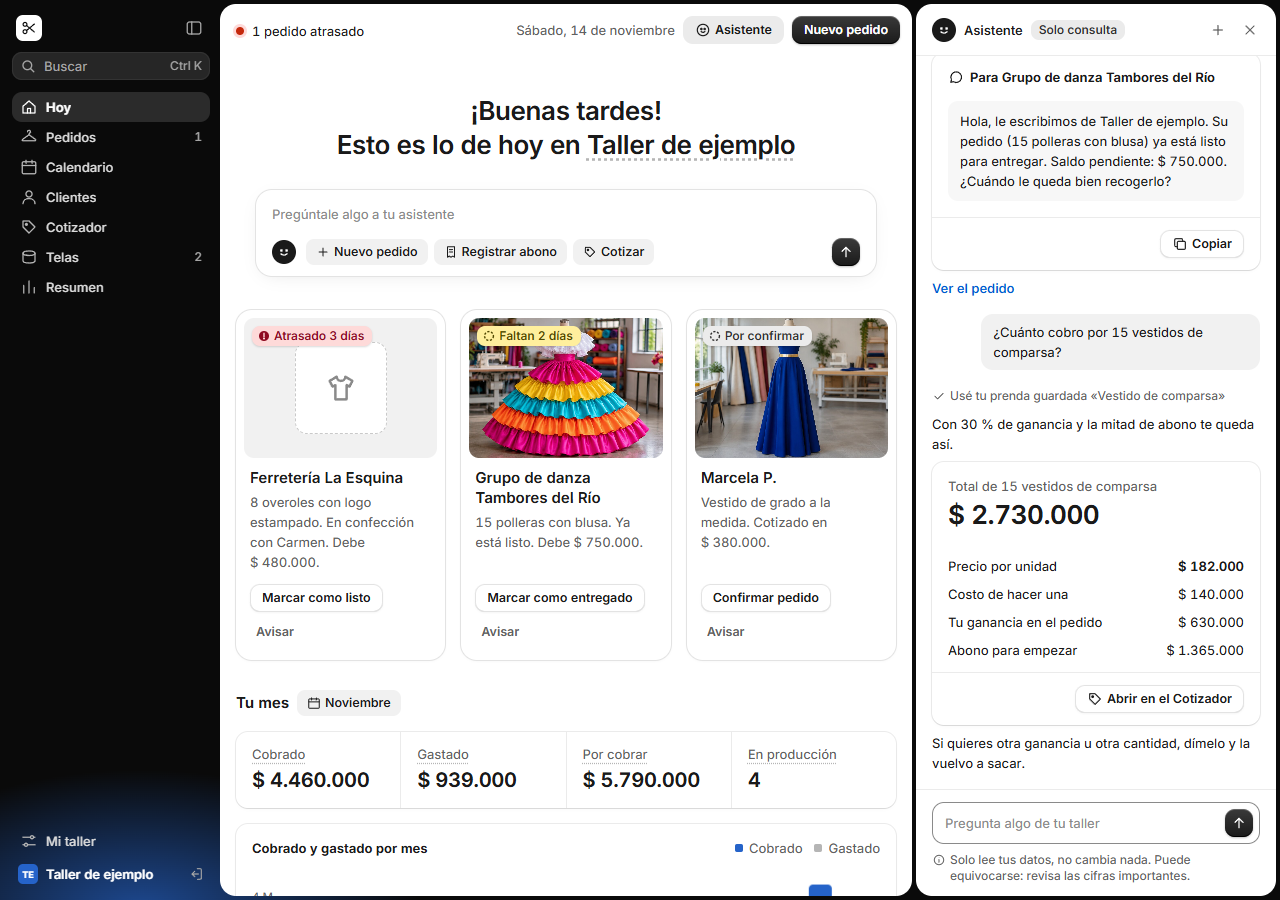 Buscar
Ctrl K
Hoy
Pedidos
1
Calendario
Clientes
Cotizador
Telas
2
Resumen
Mi taller
TE
Taller de ejemplo
1 pedido atrasado
Sábado, 14 de noviembre
Asistente
Nuevo pedido
¡Buenas tardes!
Esto es lo de hoy en Taller de ejemplo
Pregúntale algo a tu asistente
Nuevo pedido
Registrar abono
Cotizar
Atrasado 3 días
Ferretería La Esquina
8 overoles con logo
estampado. En confección
con Carmen. Debe
$ 480.000.
Marcar como listo
Avisar
Faltan 2 días
Grupo de danza
Tambores del Río
15 polleras con blusa. Ya
está listo. Debe $ 750.000.
Marcar como entregado
Avisar
Por confirmar
Marcela P.
Vestido de grado a la
medida. Cotizado en
$ 380.000.
Confirmar pedido
Avisar
Tu mes
Noviembre
Cobrado
$ 4.460.000
Gastado
$ 939.000
Por cobrar
$ 5.790.000
En producción
4
Cobrado y gastado por mes
Cobrado
Gastado
4 M
Asistente
Solo consulta
Para Grupo de danza Tambores del Río
Hola, le escribimos de Taller de ejemplo. Su
pedido (15 polleras con blusa) ya está listo
para entregar. Saldo pendiente: $ 750.000.
¿Cuándo le queda bien recogerlo?
Copiar
Ver el pedido
¿Cuánto cobro por 15 vestidos de
comparsa?
Usé tu prenda guardada «Vestido de comparsa»
Con 30 % de ganancia y la mitad de abono te queda
así.
Total de 15 vestidos de comparsa
$ 2.730.000
Precio por unidad
$ 182.000
Costo de hacer una
$ 140.000
Tu ganancia en el pedido
$ 630.000
Abono para empezar
$ 1.365.000
Abrir en el Cotizador
Si quieres otra ganancia u otra cantidad, dímelo y la
vuelvo a sacar.
Pregunta algo de tu taller
Solo lee tus datos, no cambia nada. Puede
equivocarse: revisa las cifras importantes.